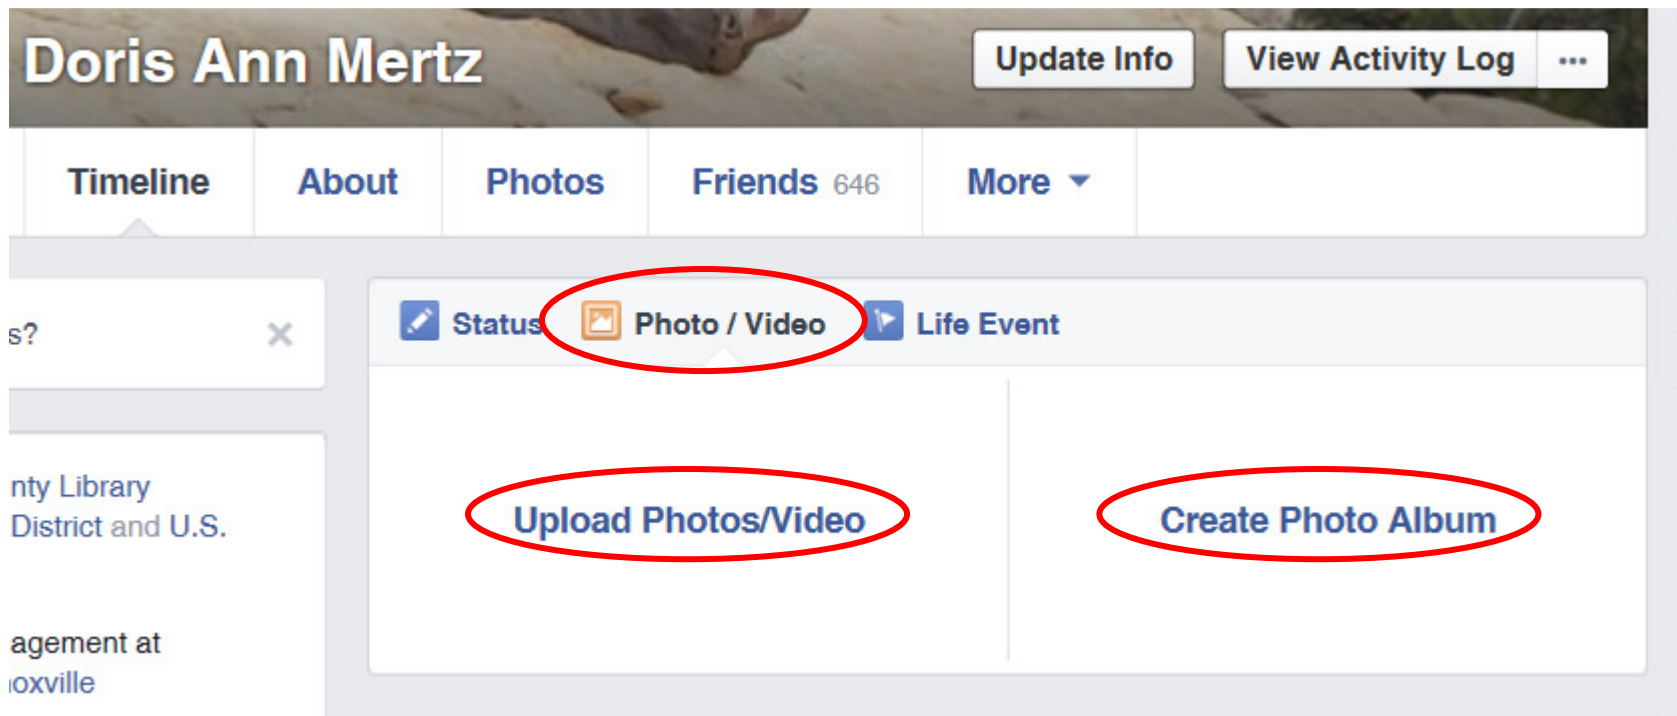 Doris Ann Mertz
Update Info
View Activity Log
Timeline
About
Photos
Friends 646
More
s?
Status
Photo / Video
Life Event
Upload Photos/Video
Create Photo Album
nty Library
District and U.S.
agement at
oxville